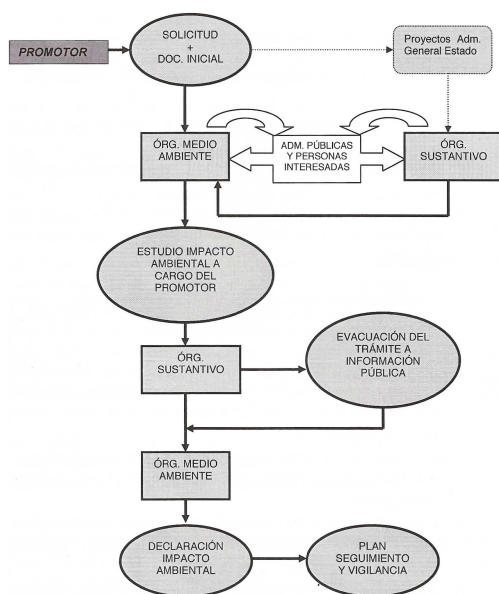 PROMOTOR
SOLICITUD
+
DOC. INICIAL
Proyectos Adm.
General Estado
ÓRG. MEDIO
AMBIENTE
ADM. PÚBLICAS
Y PERSONAS
INTERESADAS
ÓRG.
SUSTANTIVO
ESTUDIO IMPACTO
AMBIENTAL A
CARGO DEL
PROMOTOR
ÓRG.
SUSTANTIVO
EVACUACIÓN DEL
TRÁMITE A
INFORMACIÓN
PÚBLICA
ÓRG. MEDIO
AMBIENTE
DECLARACIÓN
IMPACTO
AMBIENTAL
PLAN
SEGUIMIENTO
Y VIGILANCIA